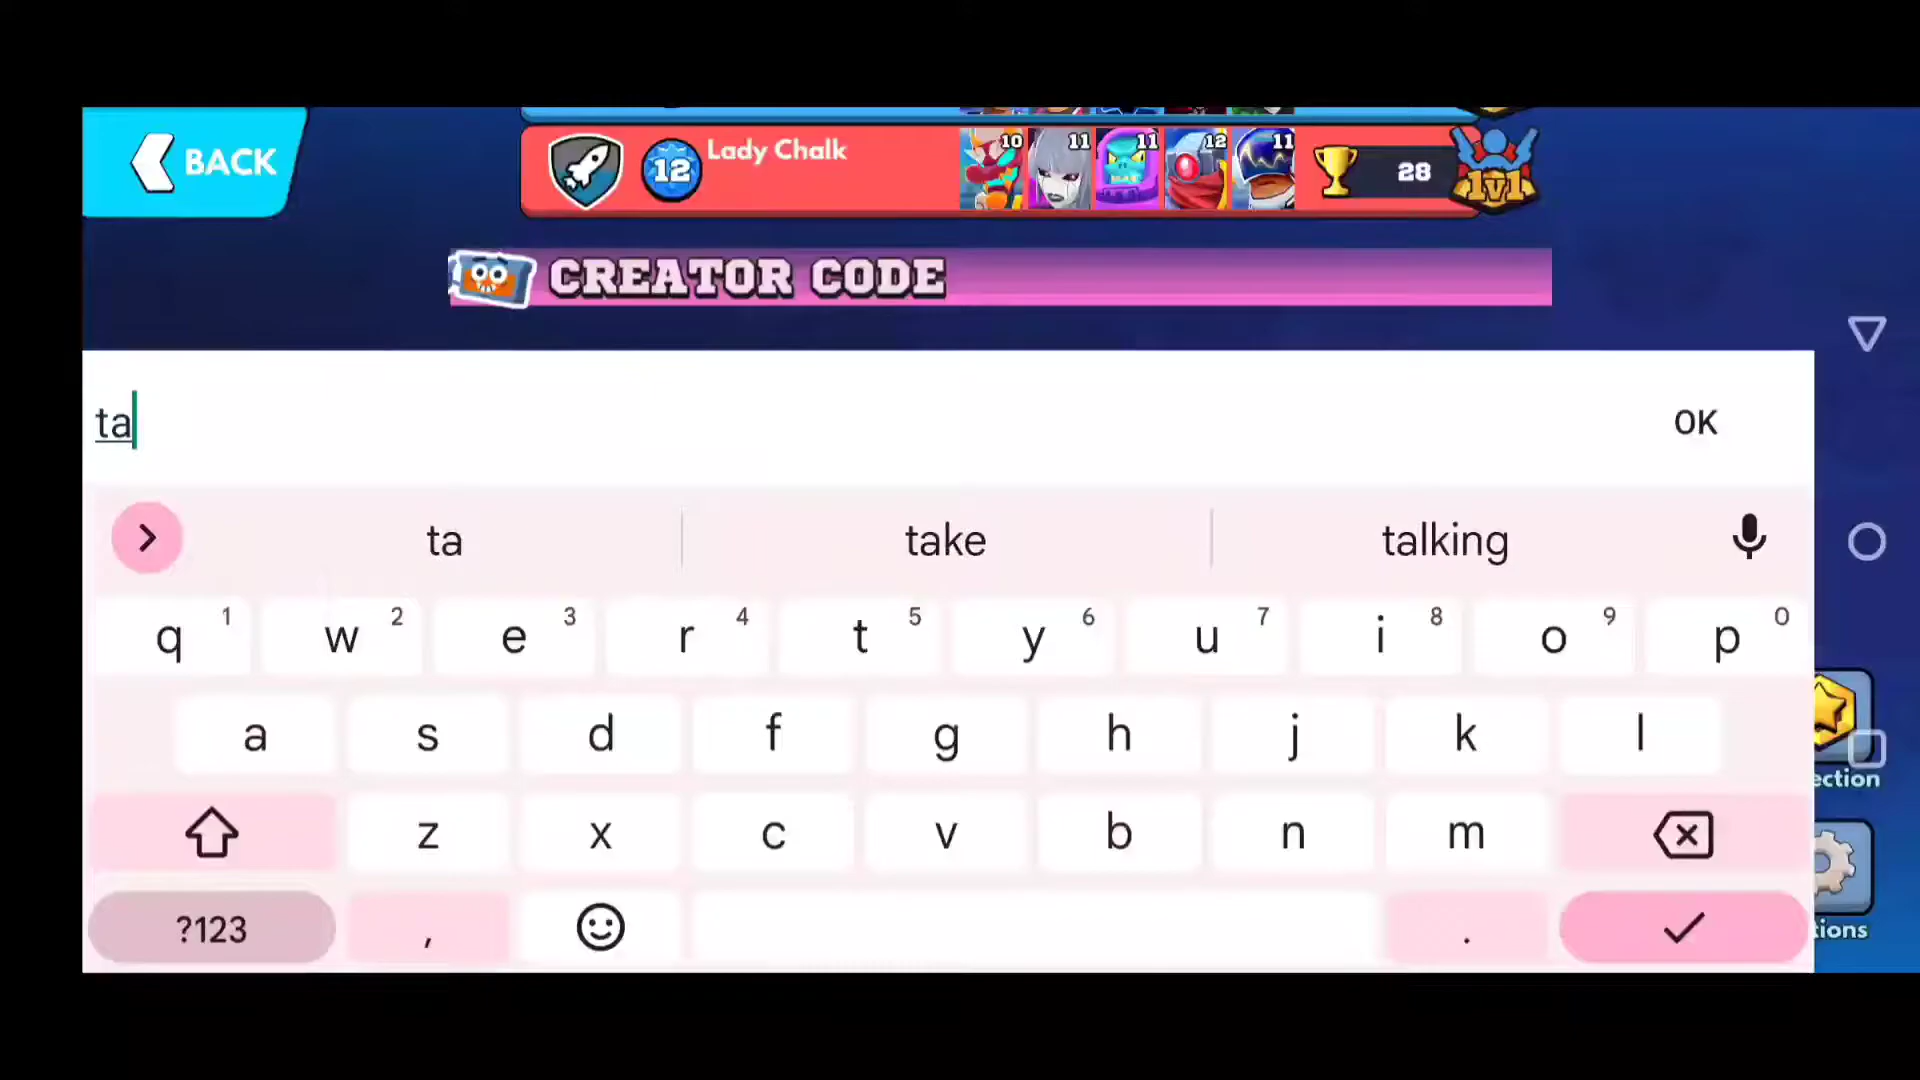 BACK
12 Lady Chalk 10 11 11 12 11 28 1v1
CREATOR CODE
ta OK
ta take talking
q 1 w 2 e 3 r 4 t 5 y 6 u 7 i 8 o 9 p 0
a s d f g h j k l
ection
z x c v b n m
?123 , .
tions